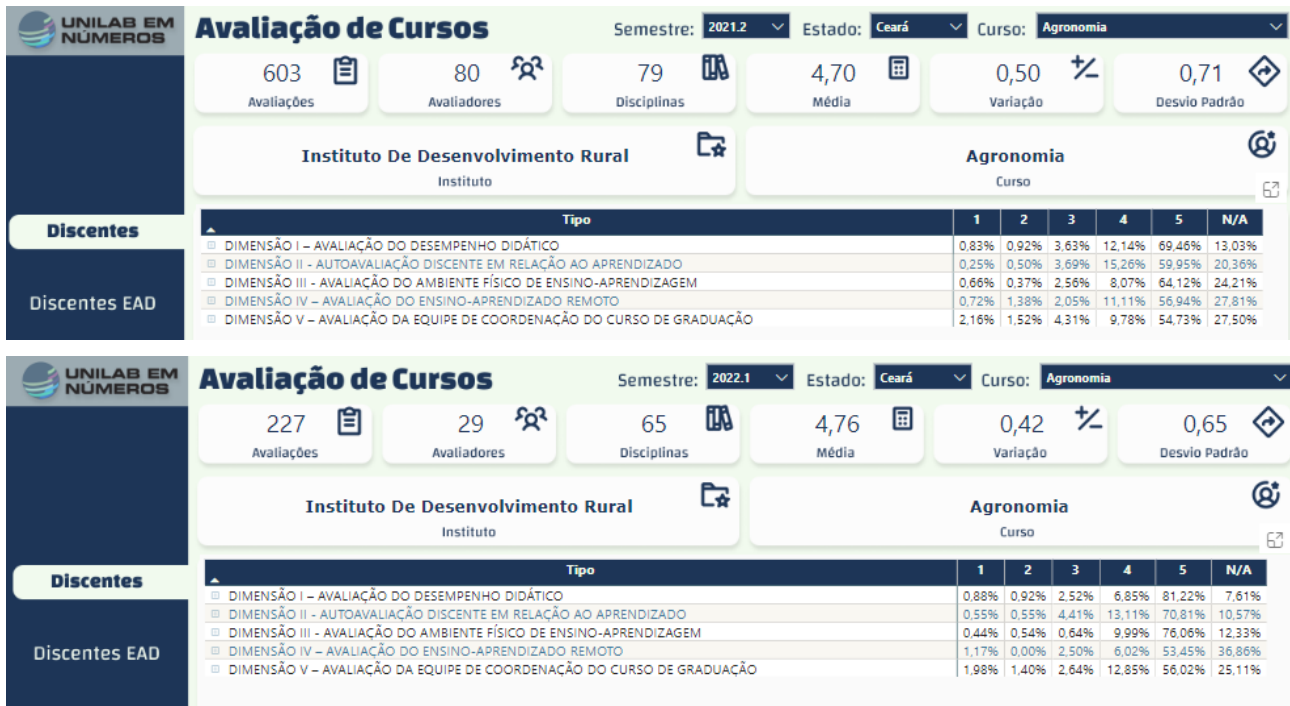 UNILAB EM
NÚMEROS
Avaliação de Cursos
Semestre: 2021.2 Estado: Ceará Curso: Agronomia
603 80 79 4,70 0,50 0,71
Avaliações Avaliadores Disciplinas Média Variação Desvio Padrão
Instituto De Desenvolvimento Rural Agronomia
Instituto Curso
Discentes
Discentes EAD
Tipo 1 2 3 4 5 N/A
DIMENSÃO I – AVALIAÇÃO DO DESEMPENHO DIDÁTICO 0,83% 0,92% 3,63% 12,14% 69,46% 13,03%
DIMENSÃO II - AUTOAVALIAÇÃO DISCENTE EM RELAÇÃO AO APRENDIZADO 0,25% 0,50% 3,69% 15,26% 59,95% 20,36%
DIMENSÃO III - AVALIAÇÃO DO AMBIENTE FÍSICO DE ENSINO-APRENDIZAGEM 0,66% 0,37% 2,56% 8,07% 64,12% 24,21%
DIMENSÃO IV – AVALIAÇÃO DO ENSINO-APRENDIZADO REMOTO 0,72% 1,38% 2,05% 11,11% 56,94% 27,81%
DIMENSÃO V – AVALIAÇÃO DA EQUIPE DE COORDENAÇÃO DO CURSO DE GRADUAÇÃO 2,16% 1,52% 4,31% 9,78% 54,73% 27,50%
UNILAB EM
NÚMEROS
Avaliação de Cursos
Semestre: 2022.1 Estado: Ceará Curso: Agronomia
227 29 65 4,76 0,42 0,65
Avaliações Avaliadores Disciplinas Média Variação Desvio Padrão
Instituto De Desenvolvimento Rural Agronomia
Instituto Curso
Discentes
Discentes EAD
Tipo 1 2 3 4 5 N/A
DIMENSÃO I – AVALIAÇÃO DO DESEMPENHO DIDÁTICO 0,88% 0,92% 2,52% 6,85% 81,22% 7,61%
DIMENSÃO II - AUTOAVALIAÇÃO DISCENTE EM RELAÇÃO AO APRENDIZADO 0,55% 0,55% 4,41% 13,11% 70,81% 10,57%
DIMENSÃO III - AVALIAÇÃO DO AMBIENTE FÍSICO DE ENSINO-APRENDIZAGEM 0,44% 0,54% 0,64% 9,99% 76,06% 12,33%
DIMENSÃO IV – AVALIAÇÃO DO ENSINO-APRENDIZADO REMOTO 1,17% 0,00% 2,50% 6,02% 53,45% 36,86%
DIMENSÃO V – AVALIAÇÃO DA EQUIPE DE COORDENAÇÃO DO CURSO DE GRADUAÇÃO 1,98% 1,40% 2,64% 12,85% 56,02% 25,11%